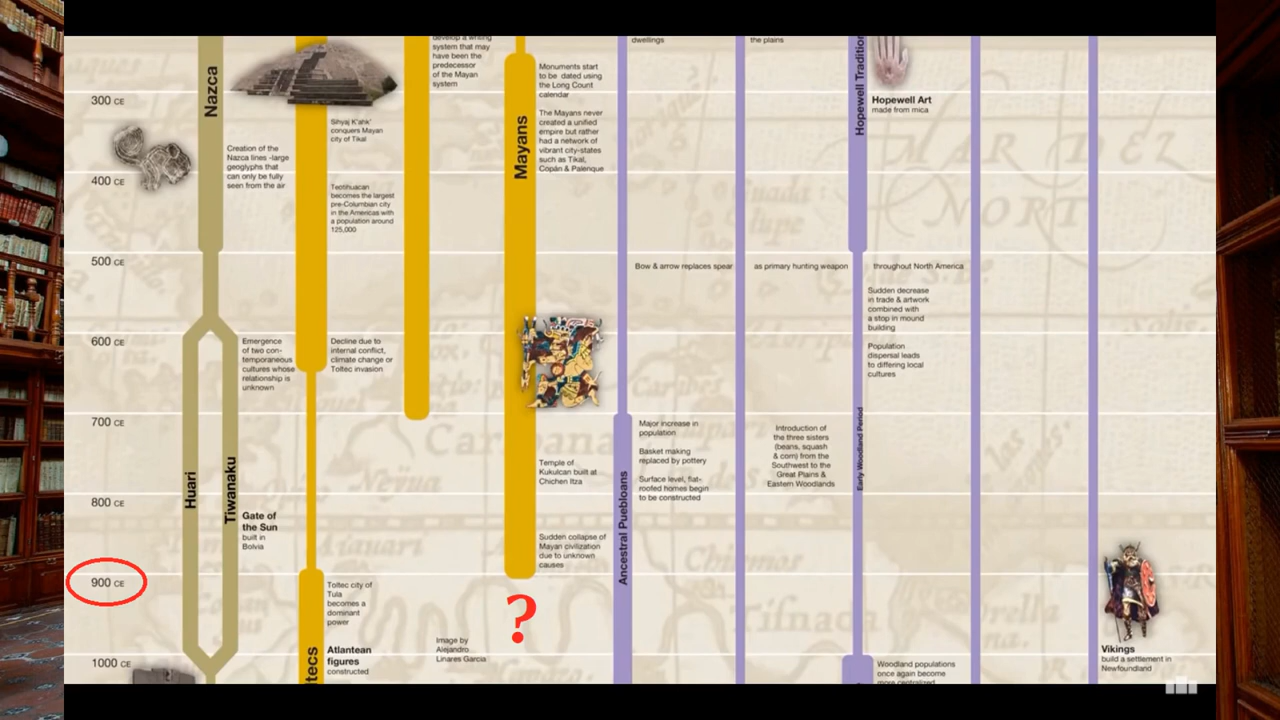 dwellings
the plains
develop a writing
system that may
have been the
predecessor
of the Mayan
system
Nazca
Monuments start
to be dated using
the Long Count
calendar
Hopewell Tradition
300 CE
Hopewell Art
made from mica
Sihyaj K'ahk'
conquers Mayan
city of Tikal
Mayans
The Mayans never
created a unified
empire but rather
had a network of
vibrant city-states
such as Tikal,
Copán & Palenque
Creation of the
Nazca lines -large
geoglyphs that
can only be fully
seen from the air
400 CE
Teotihuacan
becomes the largest
pre-Columbian city
in the Americas with
a population around
125,000
500 CE
Bow & arrow replaces spear
as primary hunting weapon
throughout North America
Sudden decrease
in trade & artwork
combined with
a stop in mound
building
600 CE
Emergence
of two con-
temporaneous
cultures whose
relationship is
unknown
Decline due to
internal conflict,
climate change or
Toltec invasion
Population
dispersal leads
to differing local
cultures
700 CE
Major increase in
population
Basket making
replaced by pottery
Surface level, flat-
roofed homes begin
to be constructed
Introduction of
the three sisters
(beans, squash
& corn) from the
Southwest to the
Great Plains &
Eastern Woodlands
Early Woodland Period
Temple of
Kukulcan built at
Chichen Itza
Huari
Tiwanaku
800 CE
Gate of
the Sun
built in
Bolvia
Sudden collapse of
Mayan civilization
due to unknown
causes
Ancestral Puebloans
900 CE
Toltec city of
Tula
becomes a
dominant
power
?
Image by
Alejandro
Linares Garcia
1000 CE
tecs
Atlantean
figures
constructed
Woodland populations
once again become
more centralized
Vikings
build a settlement in
Newfoundland